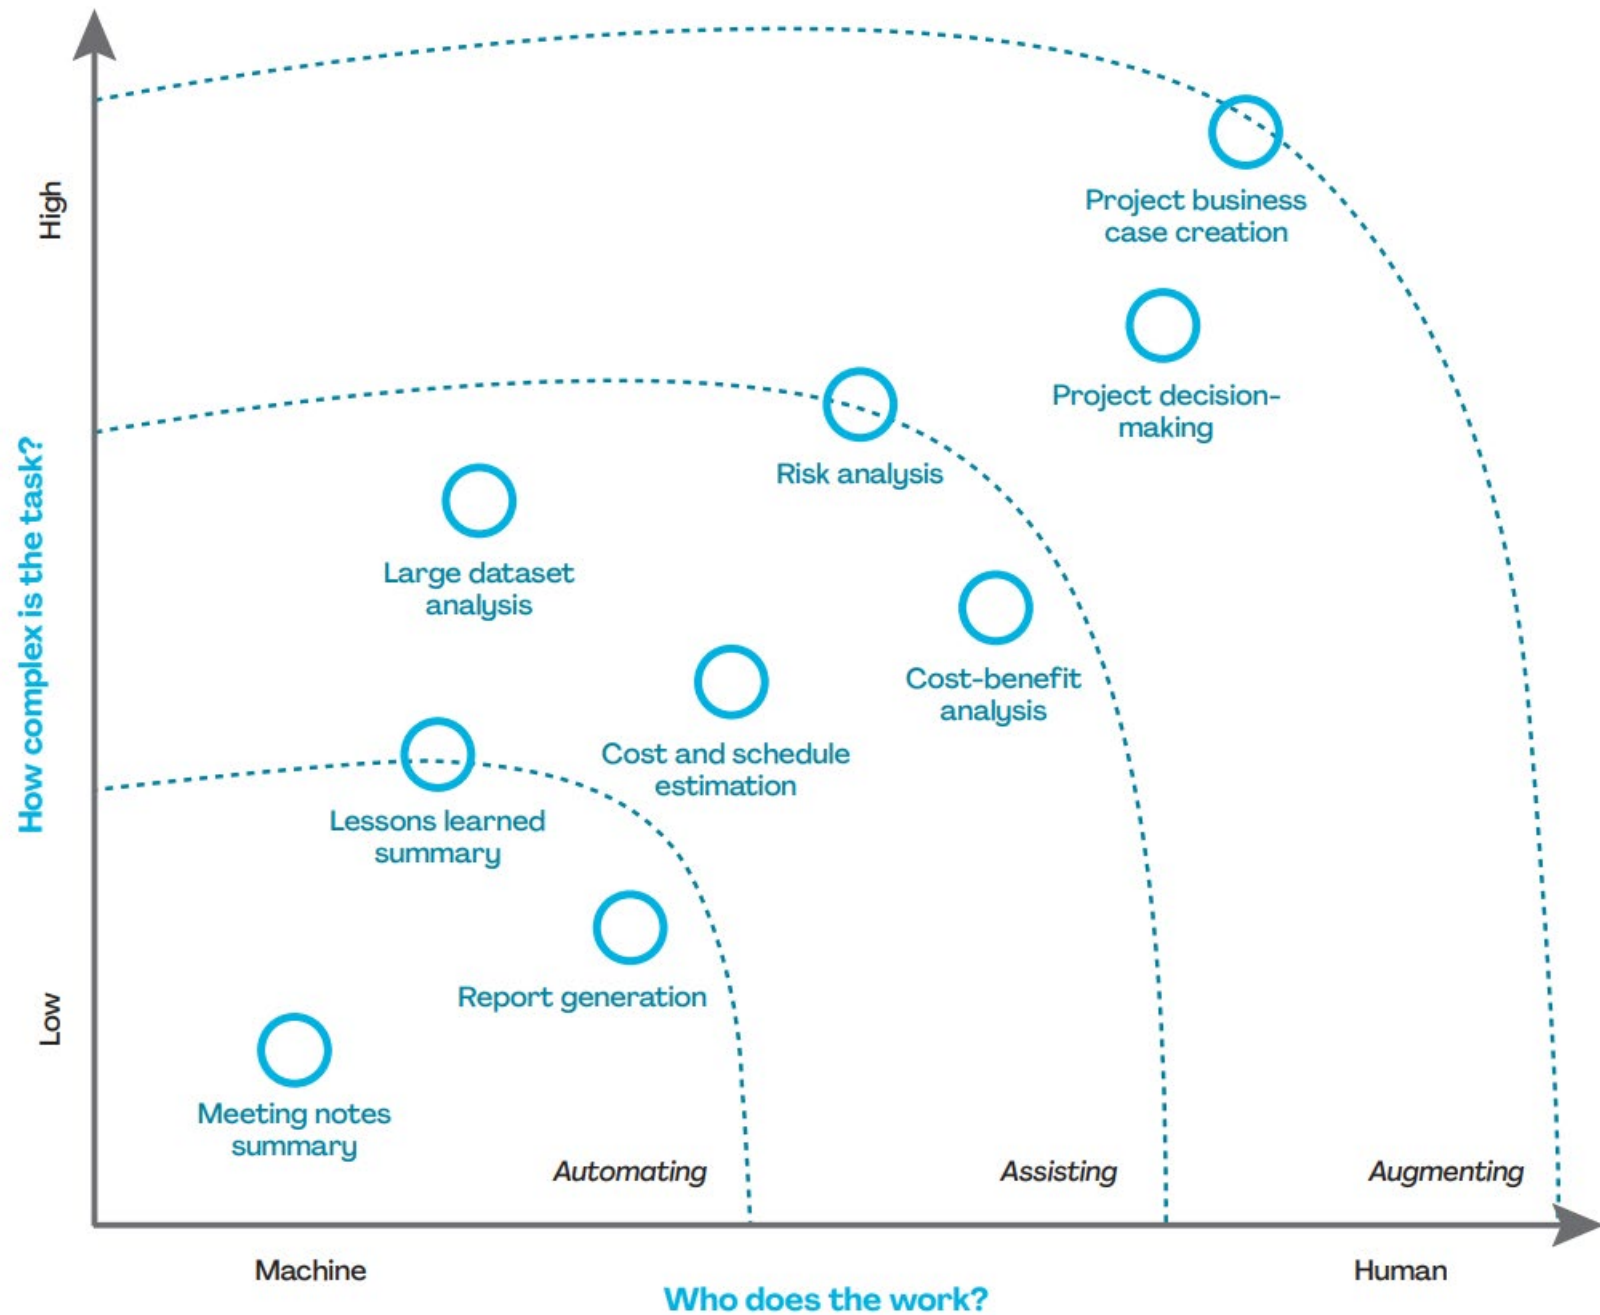 High
How complex is the task?
Low
Project business
case creation
Project decision-
making
Risk analysis
Large dataset
analysis
Cost-benefit
analysis
Cost and schedule
estimation
Lessons learned
summary
Report generation
Meeting notes
summary
Automating
Assisting
Augmenting
Machine
Human
Who does the work?